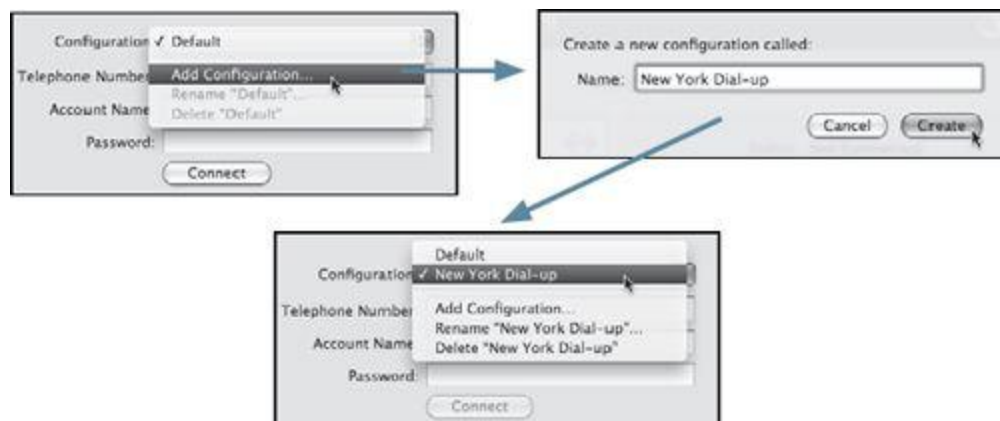 Configuration ✓ Default
Add Configuration...
Telephone Number
Rename "Default"...
Account Name
Delete "Default"
Password:
Connect
Create a new configuration called:
Name: New York Dial-up
Cancel Create
Default
Configuration ✓ New York Dial-up
Telephone Number
Add Configuration...
Rename "New York Dial-up"...
Account Name
Delete "New York Dial-up"
Password:
Connect